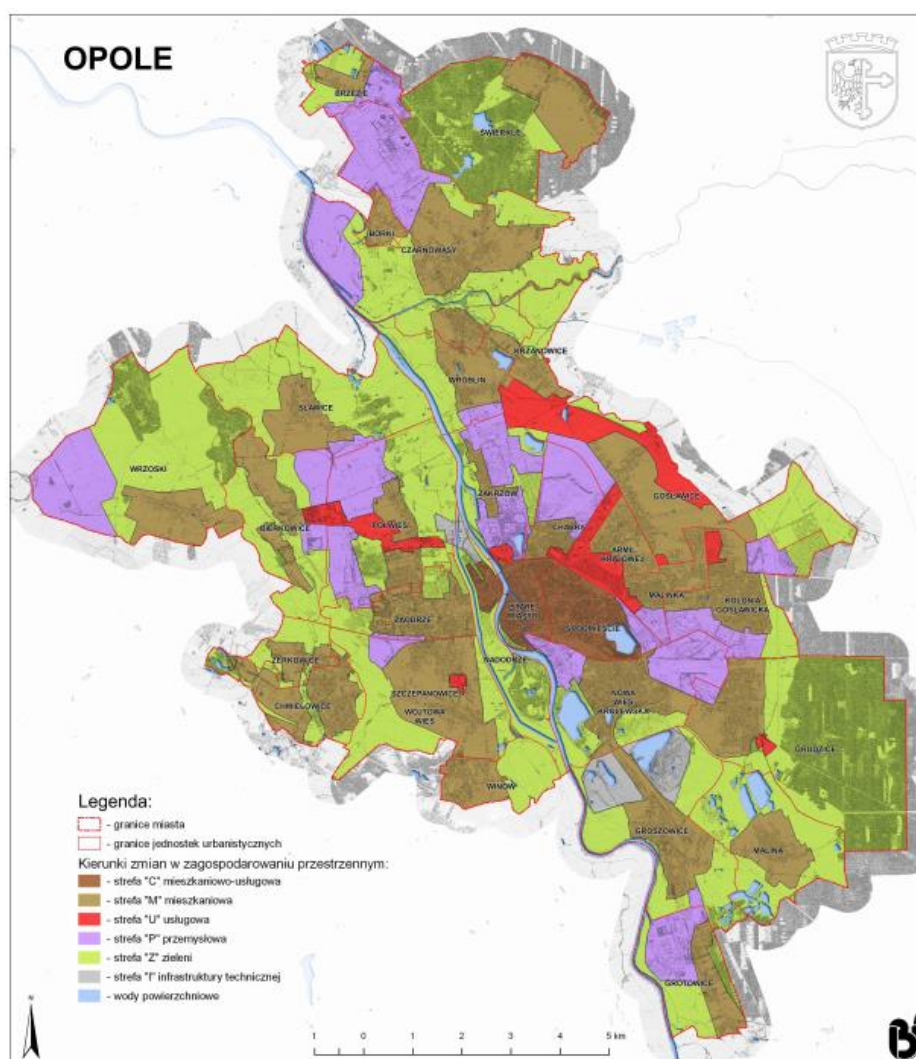 OPOLE
BRZEZIE
ŚWIERKLE
BORKI
CZARNOWĄSY
KRZANOWICE
WRÓBLIN
SŁAWICE
WRZOSKI
ZAKRZÓW
GOSŁAWICE
BIERKOWICE
PÓŁWIEŚ
CHABRY
ARMII
KRAJOWEJ
MALINKA
KOLONIA
GOSŁAWICKA
STARE
MIASTO
ŚRÓDMIEŚCIE
ZAODRZE
NADODRZE
ŻERKOWICE
CHMIELOWICE
SZCZEPANOWICE
- WÓJTOWA
WIEŚ
NOWA
WIEŚ
KRÓLEWSKA
GRUDZICE
WINÓW
GROSZOWICE
MALINA
GROTOWICE
Legenda:
- granice miasta
- granice jednostek urbanistycznych
Kierunki zmian w zagospodarowaniu przestrzennym:
- strefa "C" mieszkaniowo-usługowa
- strefa "M" mieszkaniowa
- strefa "U" usługowa
- strefa "P" przemysłowa
- strefa "Z" zieleni
- strefa "I" infrastruktury technicznej
- wody powierzchniowe
N
1 0 1 2 3 4 5 km